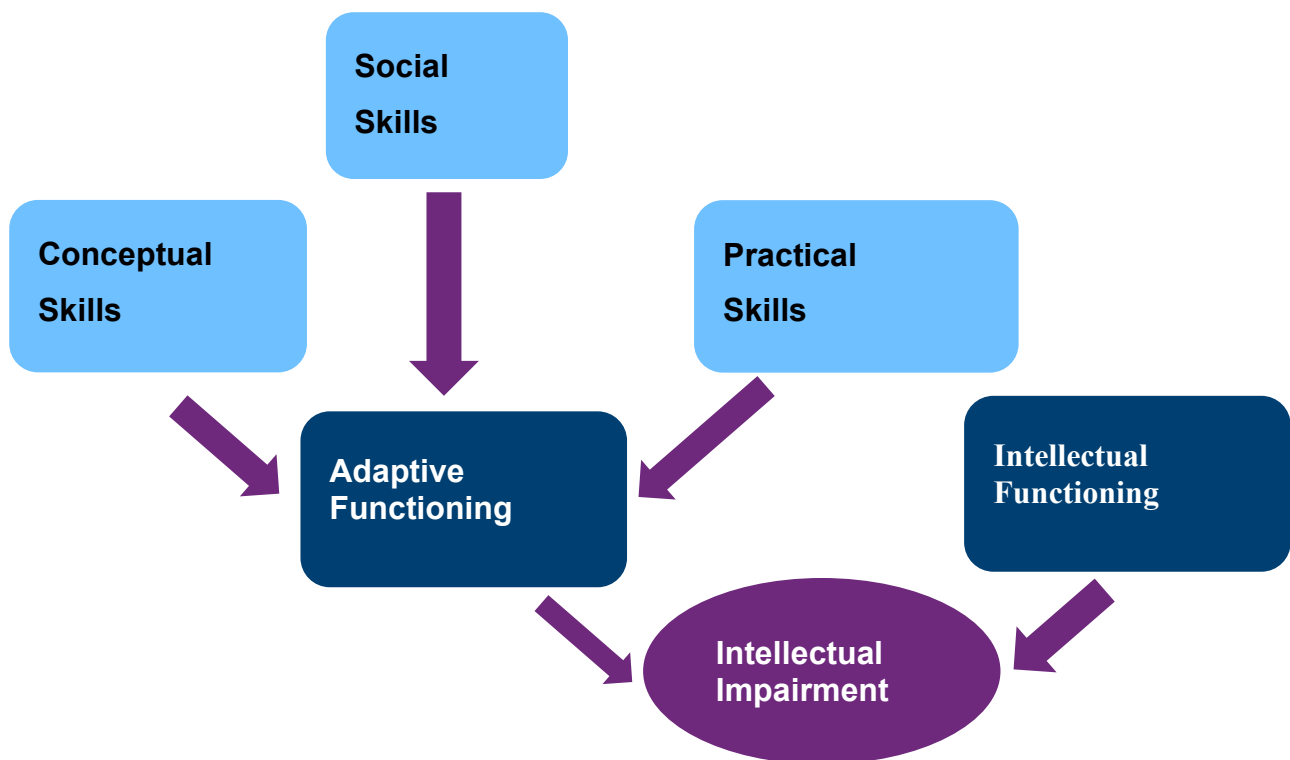 Social
Skills
Conceptual
Skills
Practical
Skills
Adaptive
Functioning
Intellectual
Functioning
Intellectual
Impairment